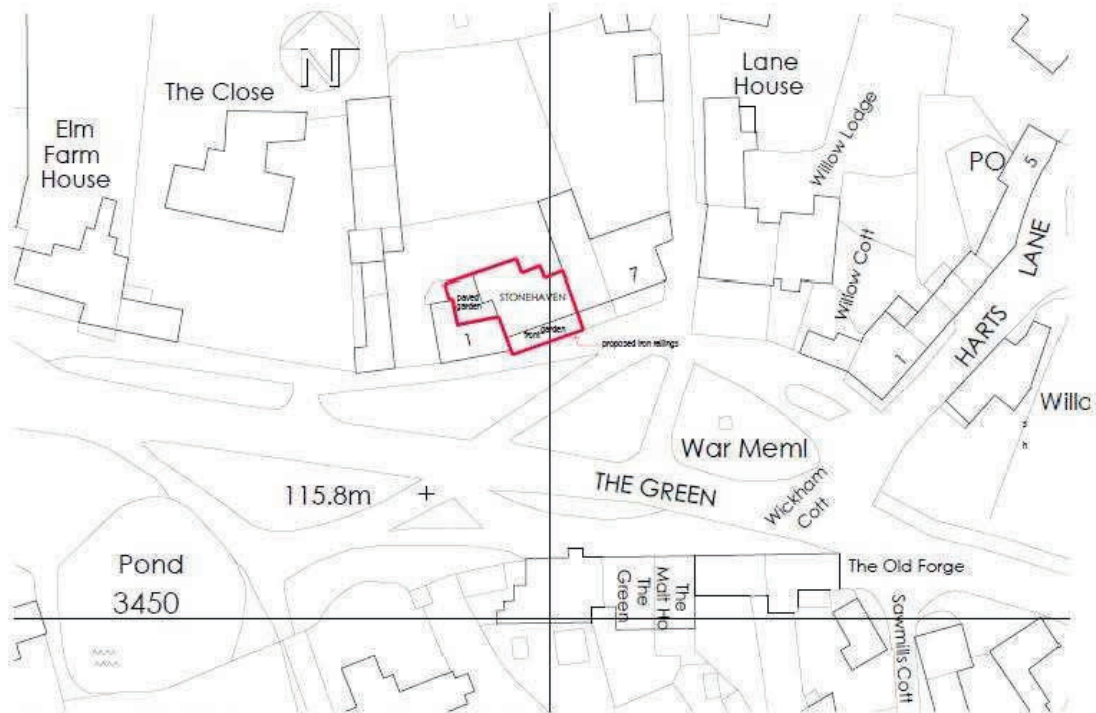 N
The Close
Elm
Farm
House
Lane
House
Willow Lodge
PO
5
HARTS LANE
Willow Cott
7
STONEHAVEN
paved
garden
front garden
proposed iron railings
1
1
War Meml
THE GREEN
Wickham
Cott
115.8m
Pond
3450
The
Green
The
Malt Ho
The Old Forge
Sawmills Cott